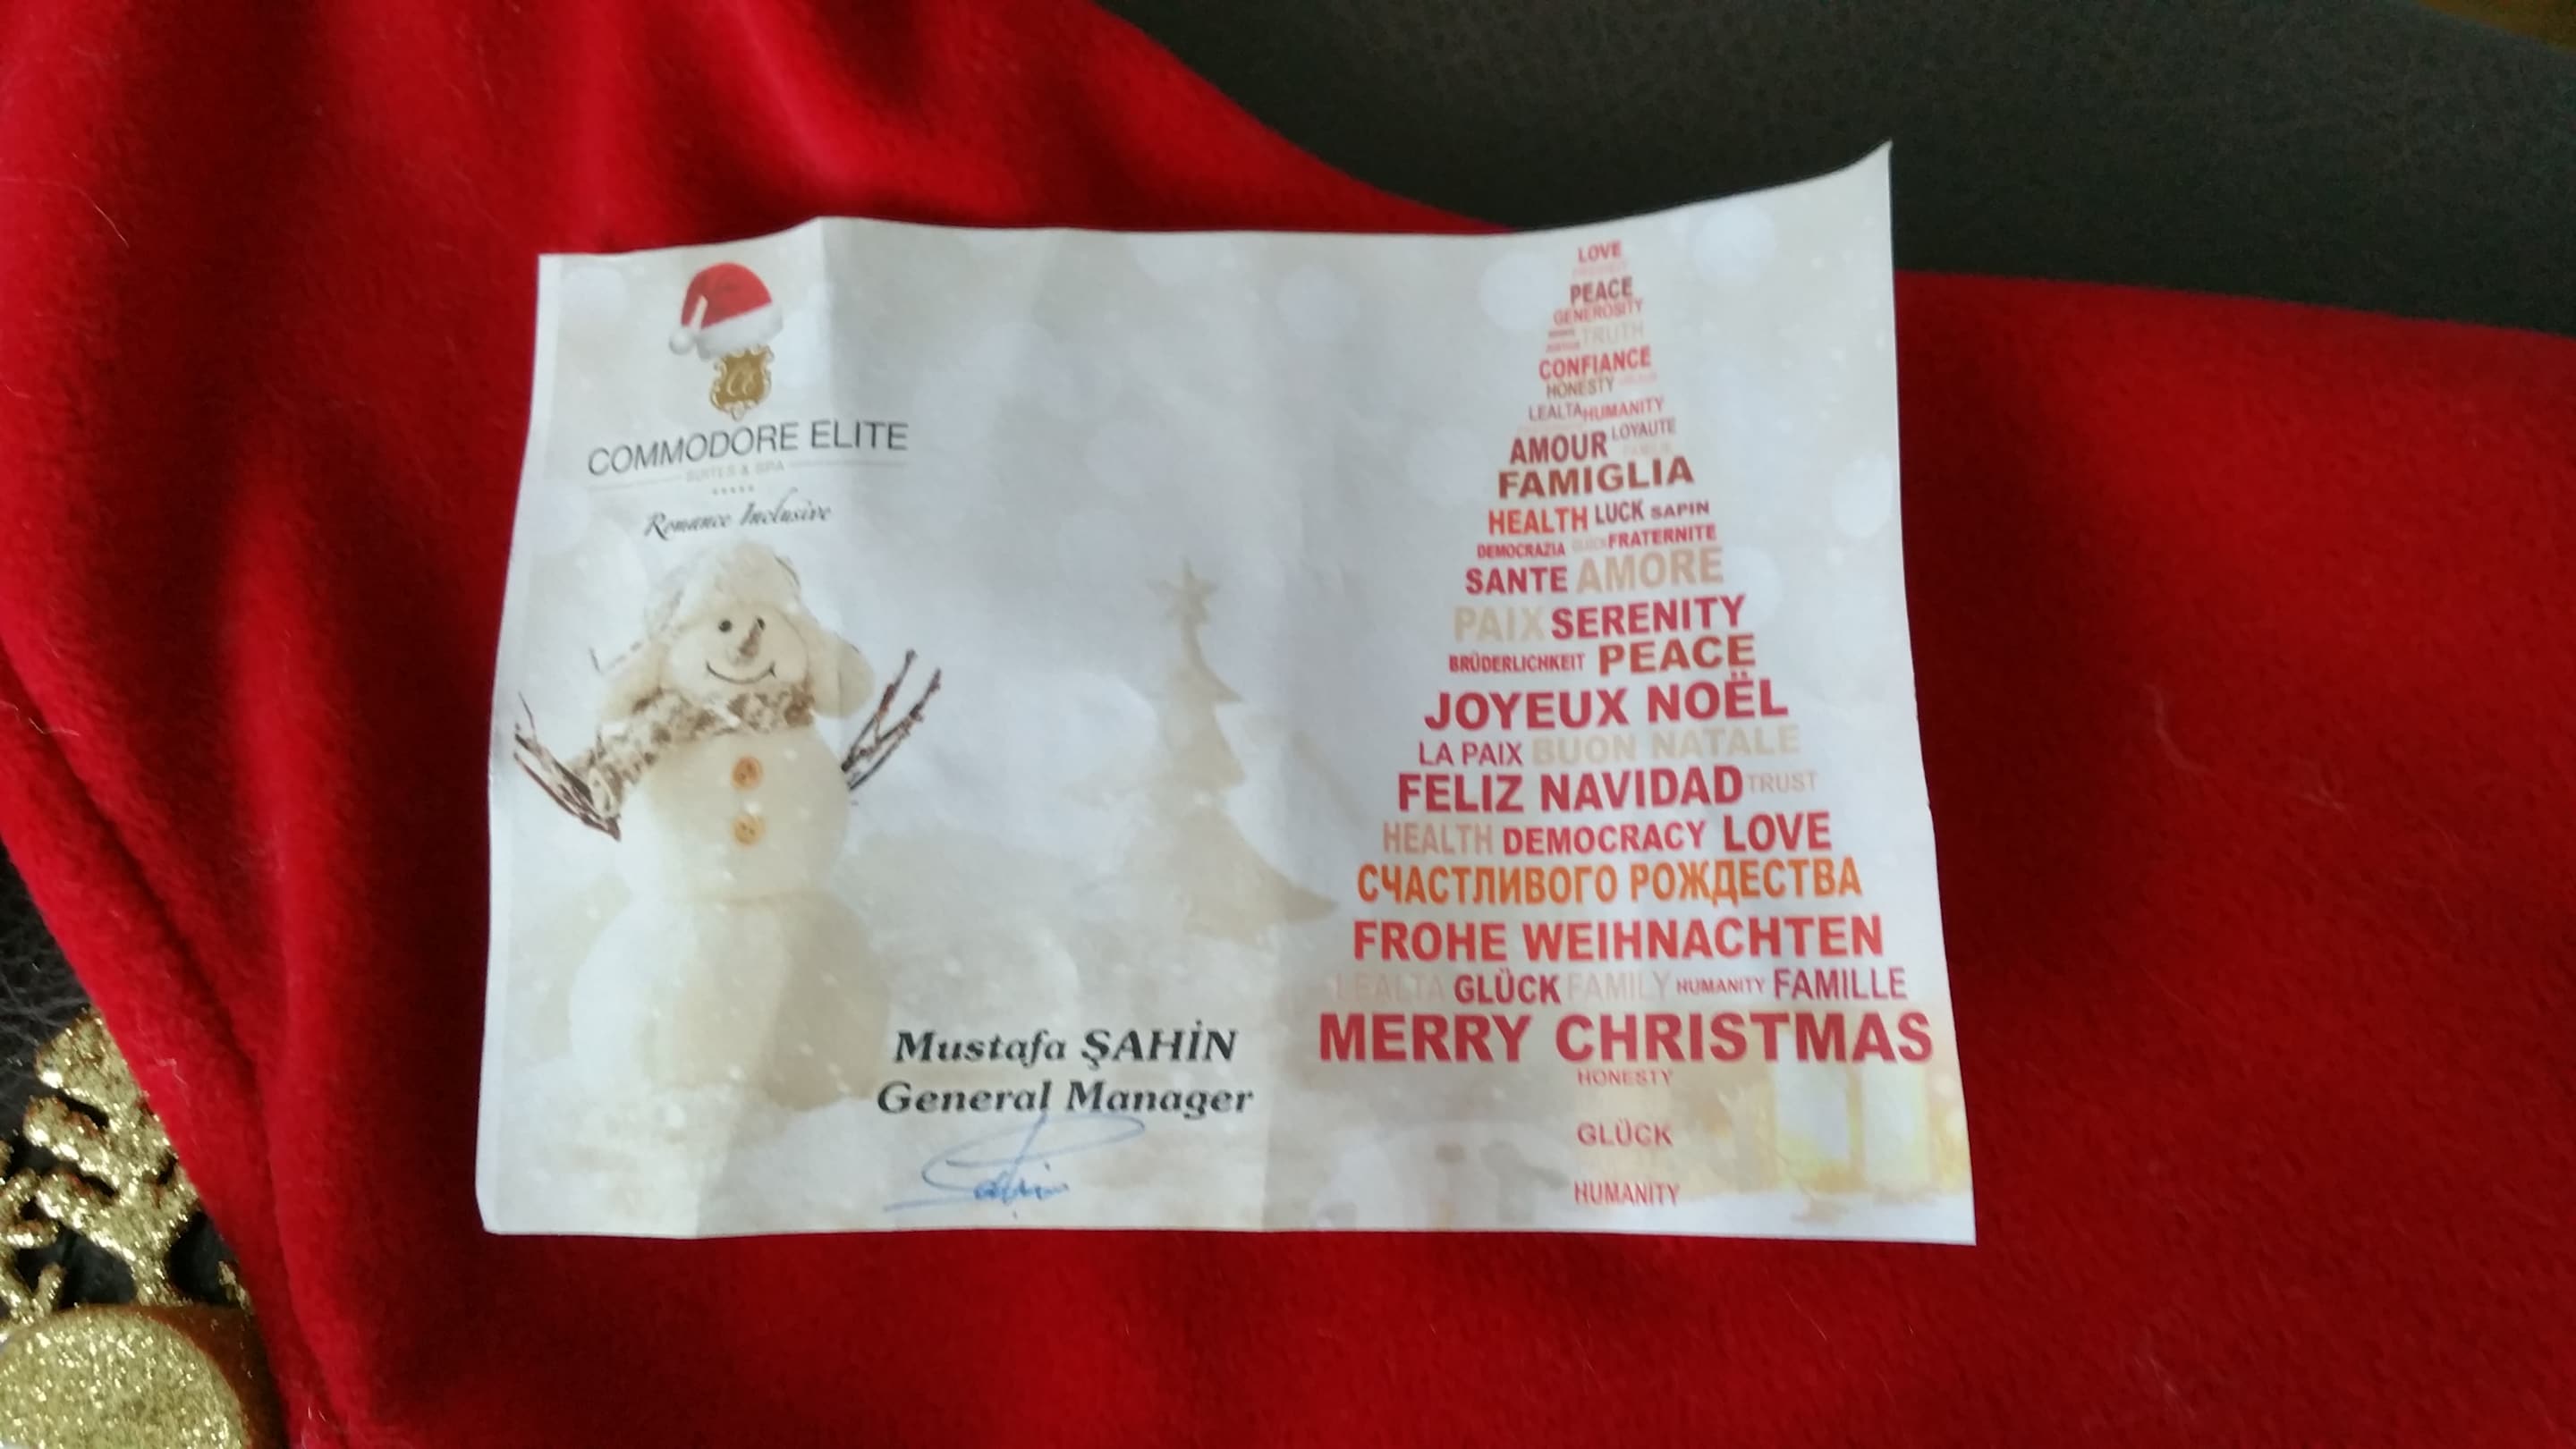 COMMODORE ELITE
SUITES & SPA
Romance Inclusive
Mustafa ŞAHİN
General Manager
LOVE
PEACE
GENEROSITY
TRUTH
CONFIANCE
HONESTY
LEALTA HUMANITY
AMOUR LOYAUTE
FAMIGLIA
HEALTH LUCK SAPIN
DEMOCRAZIA GLÜCK FRATERNITE
SANTE AMORE
PAIX SERENITY
BRÜDERLICHKEIT PEACE
JOYEUX NOËL
LA PAIX BUON NATALE
FELIZ NAVIDAD TRUST
HEALTH DEMOCRACY LOVE
СЧАСТЛИВОГО РОЖДЕСТВА
FROHE WEIHNACHTEN
LEALTA GLÜCK FAMILY HUMANITY FAMILLE
MERRY CHRISTMAS
HONESTY
GLÜCK
HUMANITY